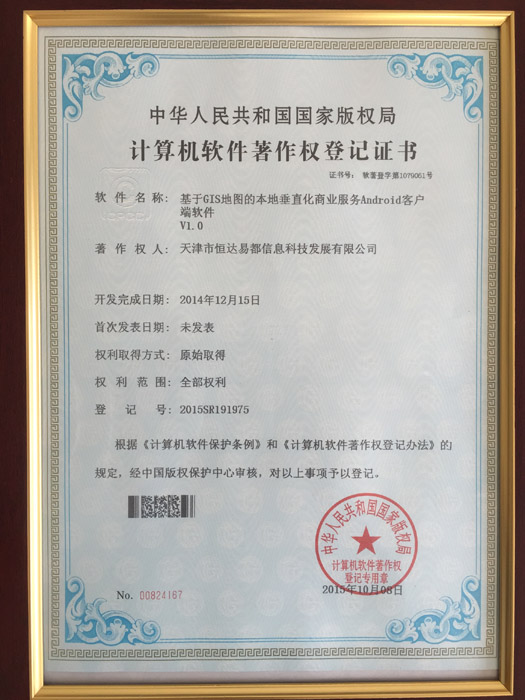 中华人民共和国国家版权局
计算机软件著作权登记证书
证书号： 软著登字第1079061号
软 件 名 称： 基于GIS地图的本地垂直化商业服务Android客户
端软件
V1.0
著 作 权 人： 天津市恒达易都信息科技发展有限公司
开发完成日期： 2014年12月15日
首次发表日期： 未发表
权利取得方式： 原始取得
权 利 范 围： 全部权利
登 记 号： 2015SR191975
根据《计算机软件保护条例》和《计算机软件著作权登记办法》的
规定，经中国版权保护中心审核，对以上事项予以登记。
中华人民共和国国家版权局
计算机软件著作权
登记专用章
No. 00824167
2015年10月08日